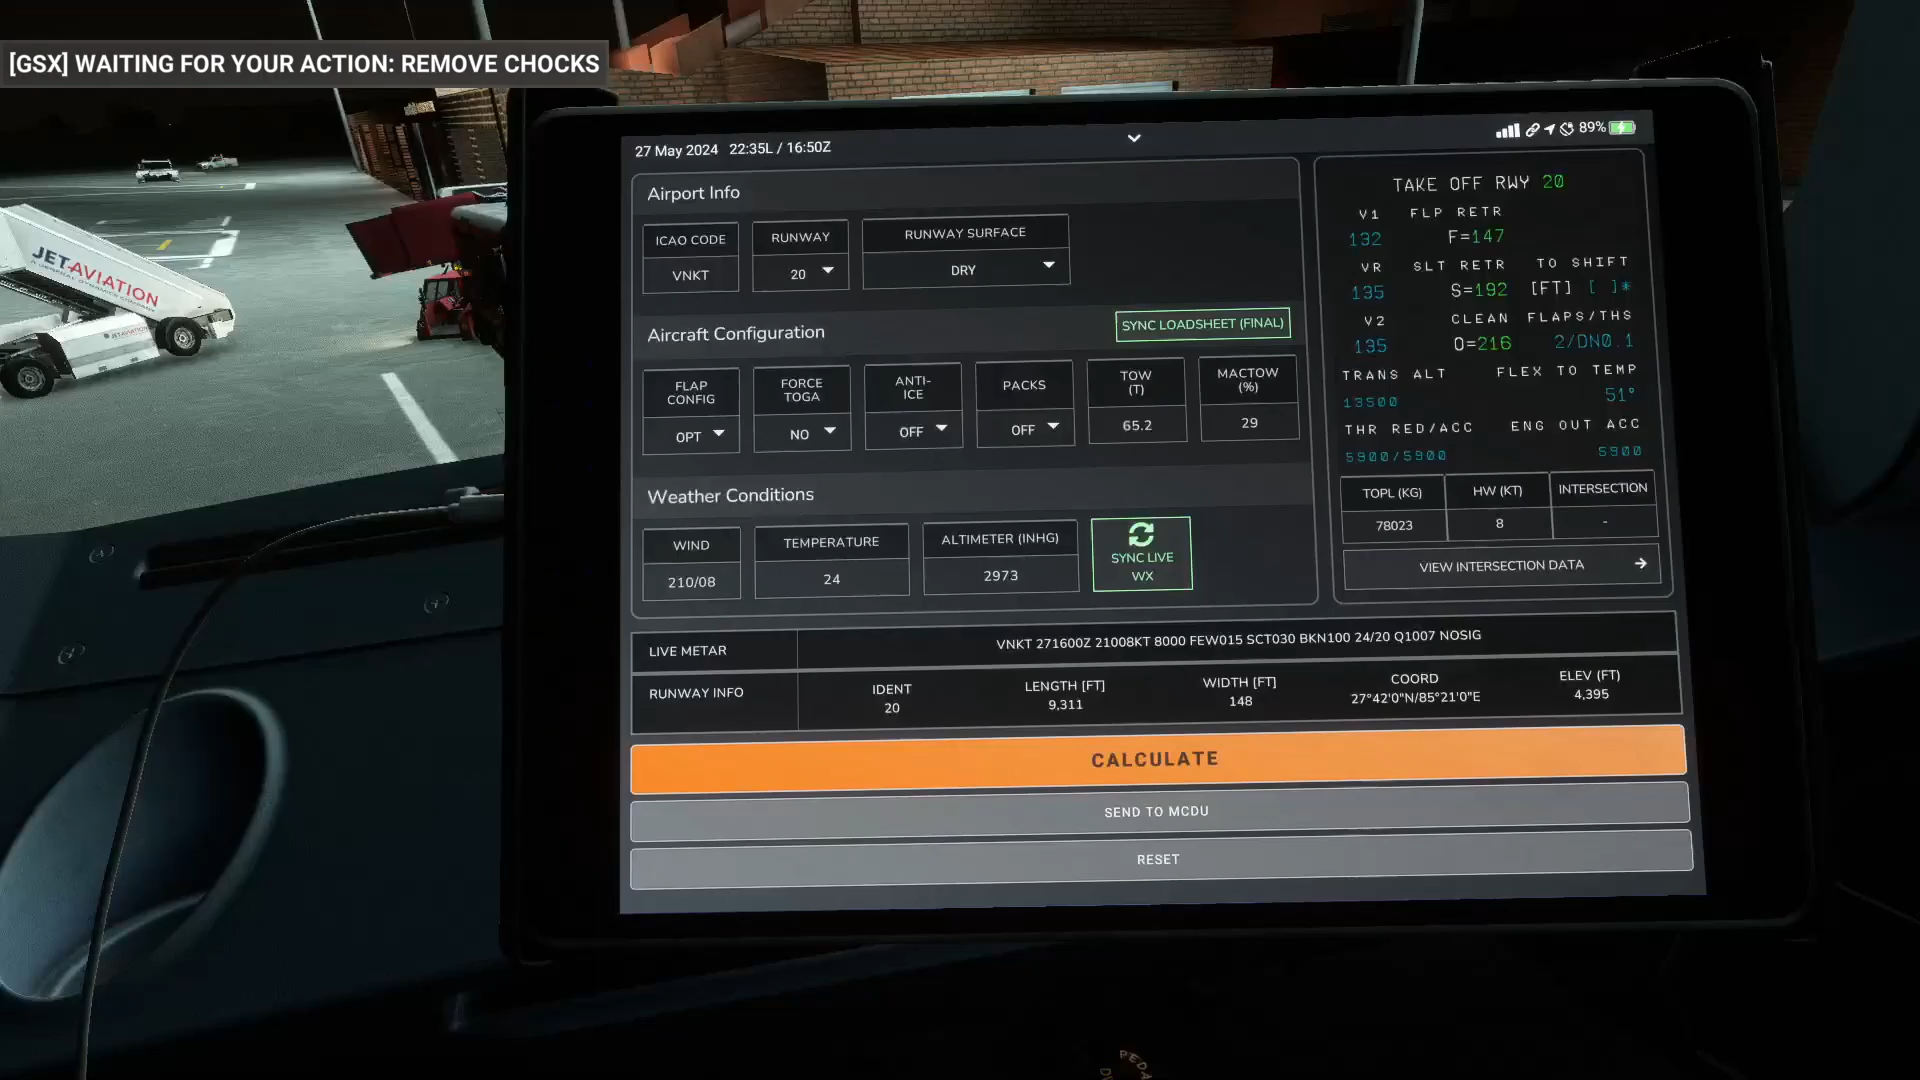 [GSX] WAITING FOR YOUR ACTION: REMOVE CHOCKS
JET AVIATION
27 May 2024 22:35L / 16:50Z
89%
Airport Info
ICAO CODE
VNKT
RUNWAY
20
RUNWAY SURFACE
DRY
Aircraft Configuration
SYNC LOADSHEET (FINAL)
FLAP CONFIG
OPT
FORCE TOGA
NO
ANTI-ICE
OFF
PACKS
OFF
TOW (T)
65.2
MACTOW (%)
29
Weather Conditions
WIND
210/08
TEMPERATURE
24
ALTIMETER (INHG)
2973
SYNC LIVE WX
TAKE OFF RWY 20
V1 FLP RETR
132 F=147
VR SLT RETR TO SHIFT
135 S=192 [FT] [ ]*
V2 CLEAN FLAPS/THS
135 O=216 2/DN0.1
TRANS ALT FLEX TO TEMP
13500 51°
THR RED/ACC ENG OUT ACC
5900/5900 5900
TOPL (KG) HW (KT) INTERSECTION
78023 8 -
VIEW INTERSECTION DATA
LIVE METAR VNKT 271600Z 21008KT 8000 FEW015 SCT030 BKN100 24/20 Q1007 NOSIG
RUNWAY INFO IDENT LENGTH [FT] WIDTH [FT] COORD ELEV (FT)
20 9,311 148 27°42'0"N/85°21'0"E 4,395
CALCULATE
SEND TO MCDU
RESET